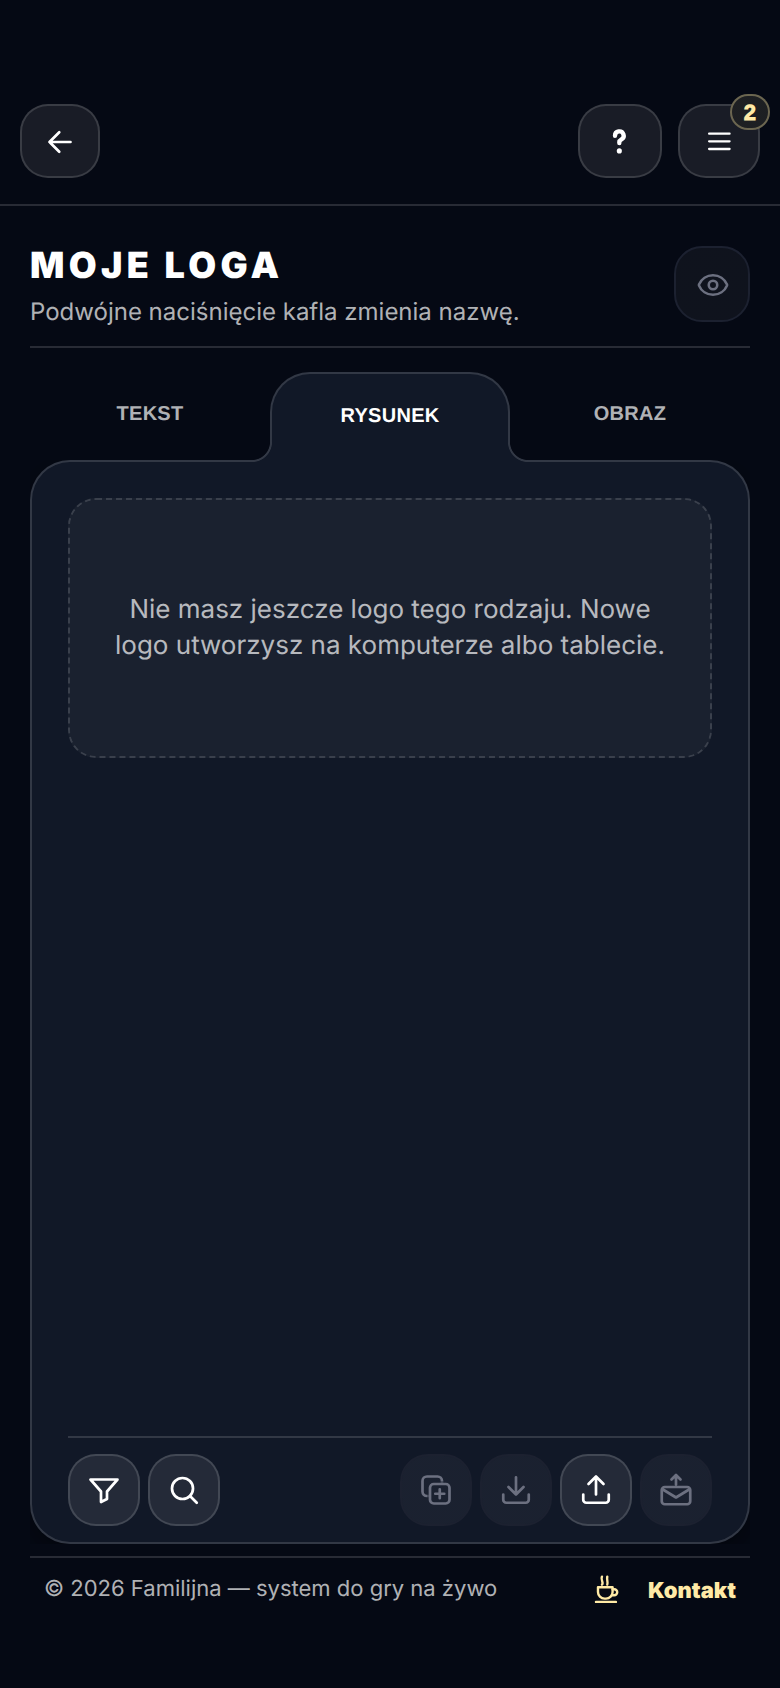 ?
2
MOJE LOGA
Podwójne naciśnięcie kafla zmienia nazwę.
TEKST
RYSUNEK
OBRAZ
Nie masz jeszcze logo tego rodzaju. Nowe
logo utworzysz na komputerze albo tablecie.
© 2026 Familijna — system do gry na żywo
Kontakt